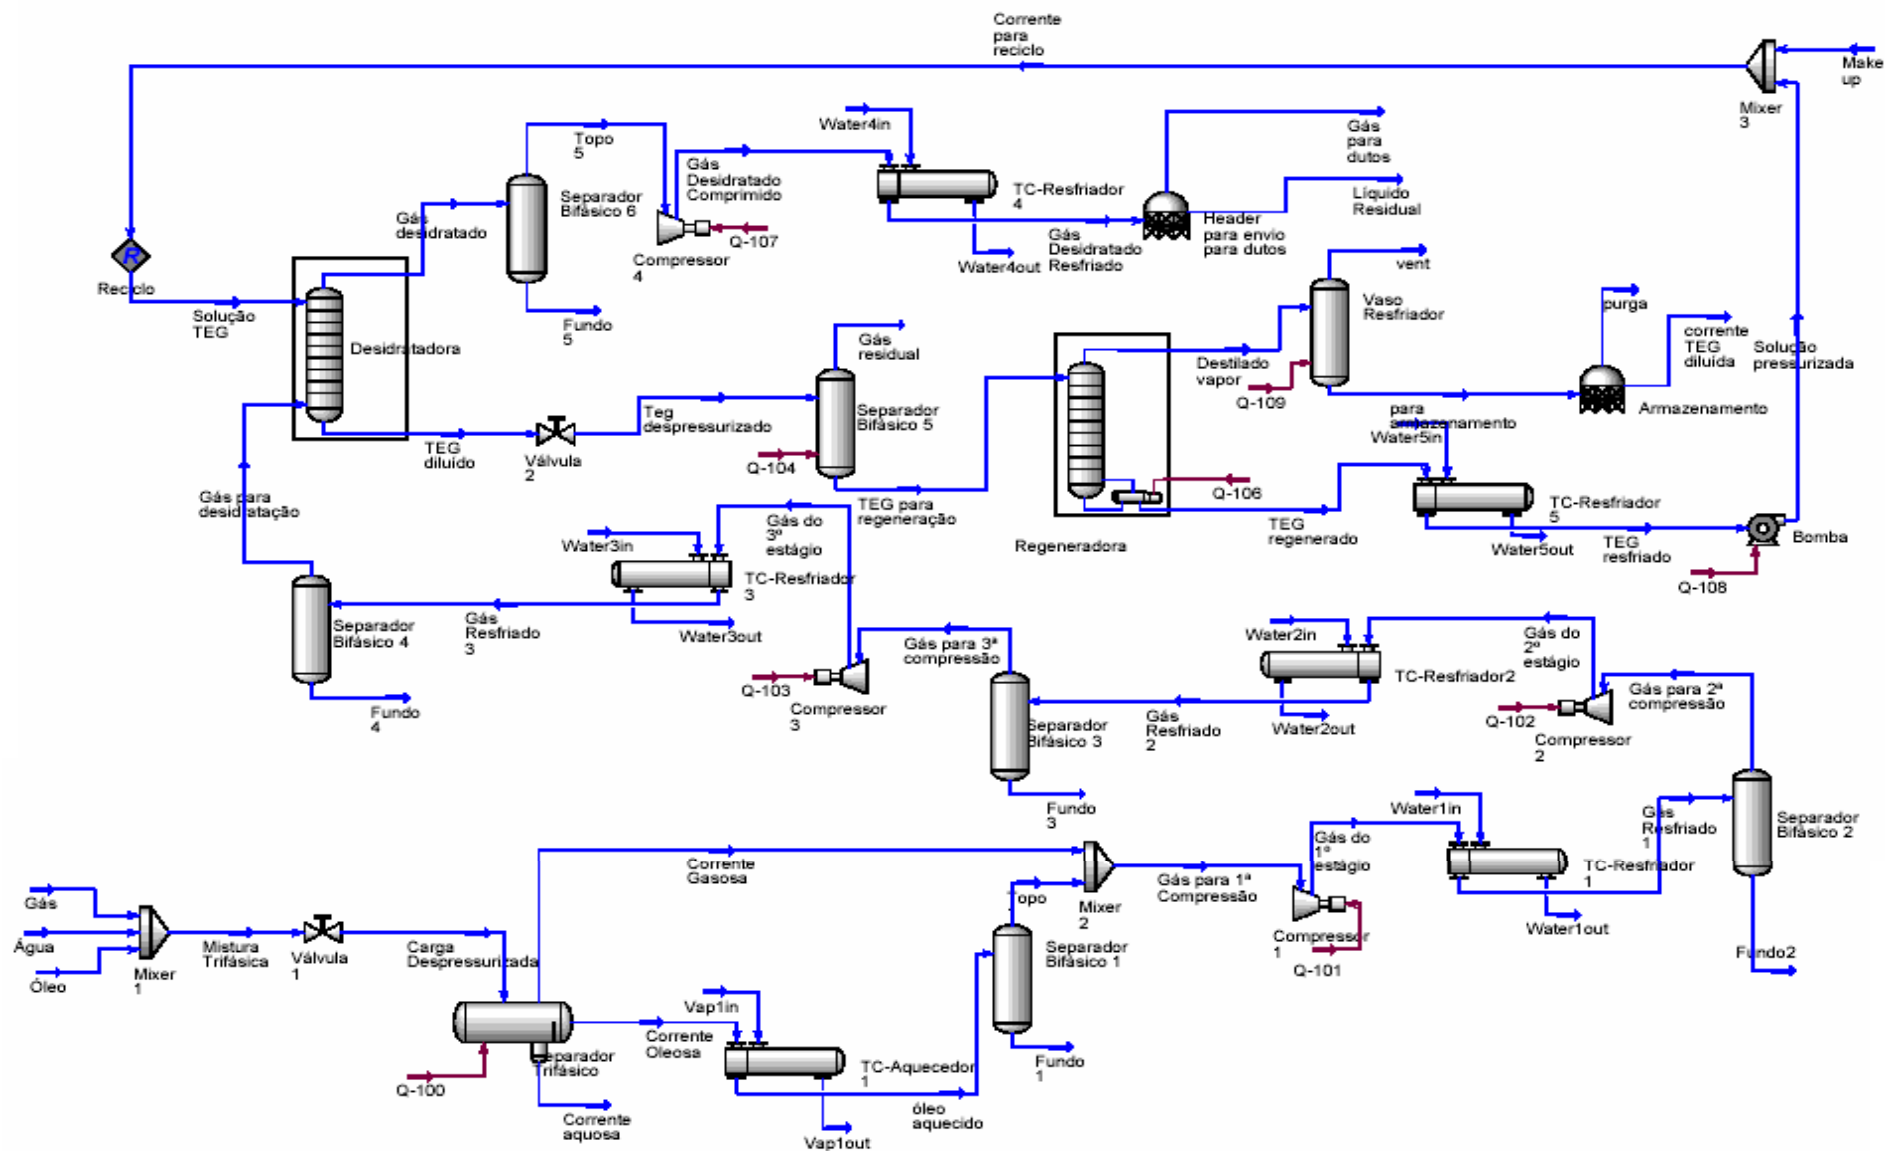 Corrente
para
reciclo
Make
up
Mixer
3
Water4in
Topo
5
Gás
Desidratado
Comprimido
Gás
para
dutos
TC-Resfriador
4
Líquido
Residual
Separador
Bifásico 6
Gás
desidratado
Q-107
Compressor
4
Header
para envio
para dutos
Gás
Desidratado
Resfriado
Water4out
vent
R
Reciclo
Solução
TEG
Fundo
5
Desidratadora
Gás
residual
Vaso
Resfriador
purga
corrente
TEG
diluída
Solução
pressurizada
Destilado
vapor
Q-109
Armazenamento
para
armazenamento
Water5in
Teg
despressurizado
Separador
Bifásico 5
TEG
diluído
Válvula
2
Q-104
Q-106
TEG para
regeneração
TC-Resfriador
5
Gás para
desidratação
Gás do
3º
estágio
Water3in
Regeneradora
TEG
regenerado
Water5out
TEG
resfriado
Bomba
Q-108
TC-Resfriador
3
Separador
Bifásico 4
Gás
Resfriado
3
Water3out
Gás para 3ª
compressão
Water2in
Gás do
2º
estágio
Q-103
Compressor
3
TC-Resfriador2
Gás para 2ª
compressão
Fundo
4
Separador
Bifásico 3
Gás
Resfriado
2
Water2out
Q-102
Compressor
2
Fundo
3
Water1in
Gás do
1º
estágio
Gás
Resfriado
1
Separador
Bifásico 2
Corrente
Gasosa
Gás para 1ª
Compressão
TC-Resfriador
1
Gás
Topo
Mixer
2
Água
Mistura
Trifásica
Válvula
1
Carga
Despressurizada
Separador
Bifásico 1
Compressor
1
Water1out
Q-101
Fundo2
Óleo
Mixer
1
Vap1in
Corrente
Oleosa
Separador
Trifásico
TC-Aquecedor
1
Fundo
1
Q-100
Corrente
aquosa
óleo
aquecido
Vap1out